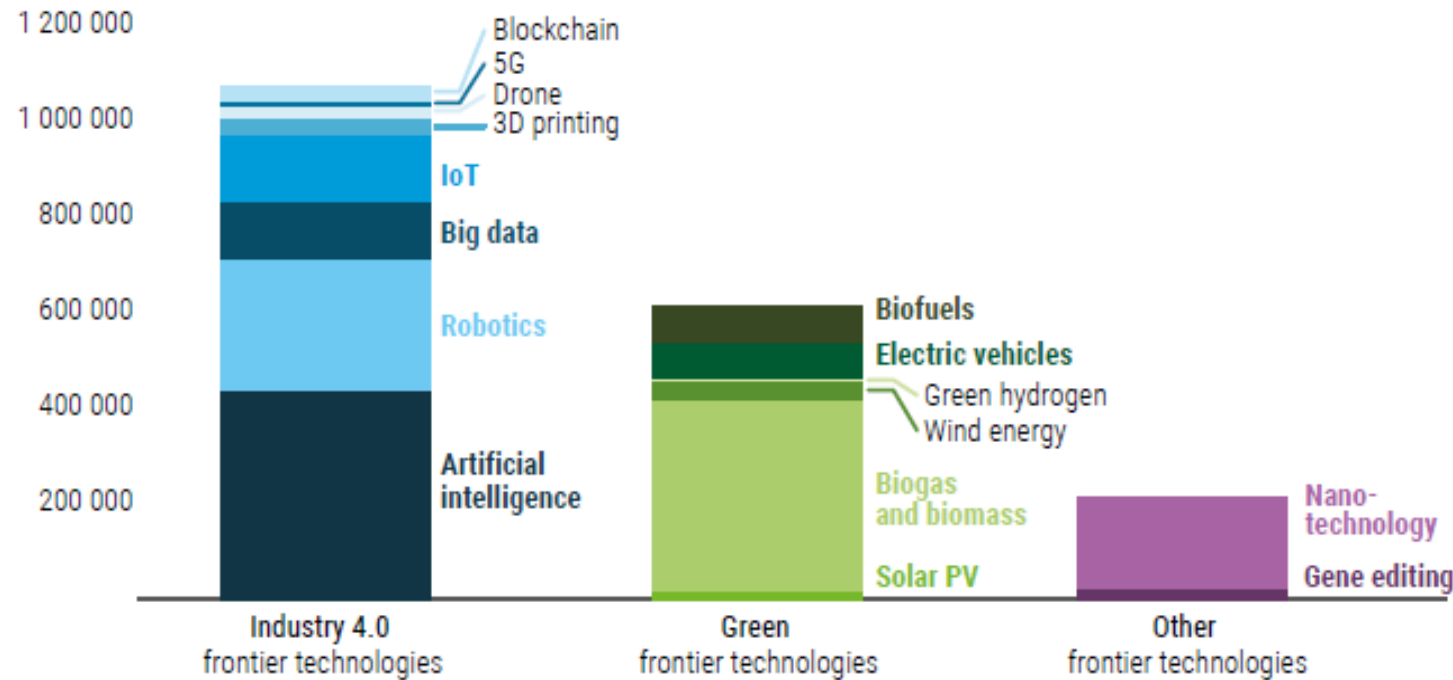 1 200 000
1 000 000
800 000
600 000
400 000
200 000
Blockchain
5G
Drone
3D printing
IoT
Big data
Robotics
Artificial
intelligence
Biofuels
Electric vehicles
Green hydrogen
Wind energy
Biogas
and biomass
Solar PV
Nano-
technology
Gene editing
Industry 4.0
frontier technologies
Green
frontier technologies
Other
frontier technologies